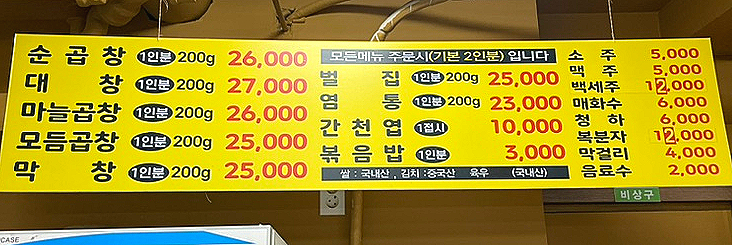 순곱창 1인분 200g 26,000
대창 1인분 200g 27,000
마늘곱창 1인분 200g 26,000
모듬곱창 1인분 200g 25,000
막창 1인분 200g 25,000
모든메뉴 주문시(기본 2인분) 입니다
벌집 1인분 200g 25,000
염통 1인분 200g 23,000
간천엽 1접시 10,000
볶음밥 1인분 3,000
쌀 : 국내산 , 김치 : 중국산 육우 (국내산)
소주 5,000
맥주 5,000
백세주 12,000
매화수 6,000
청하 6,000
복분자 12,000
막걸리 4,000
음료수 2,000
비상구
CASE